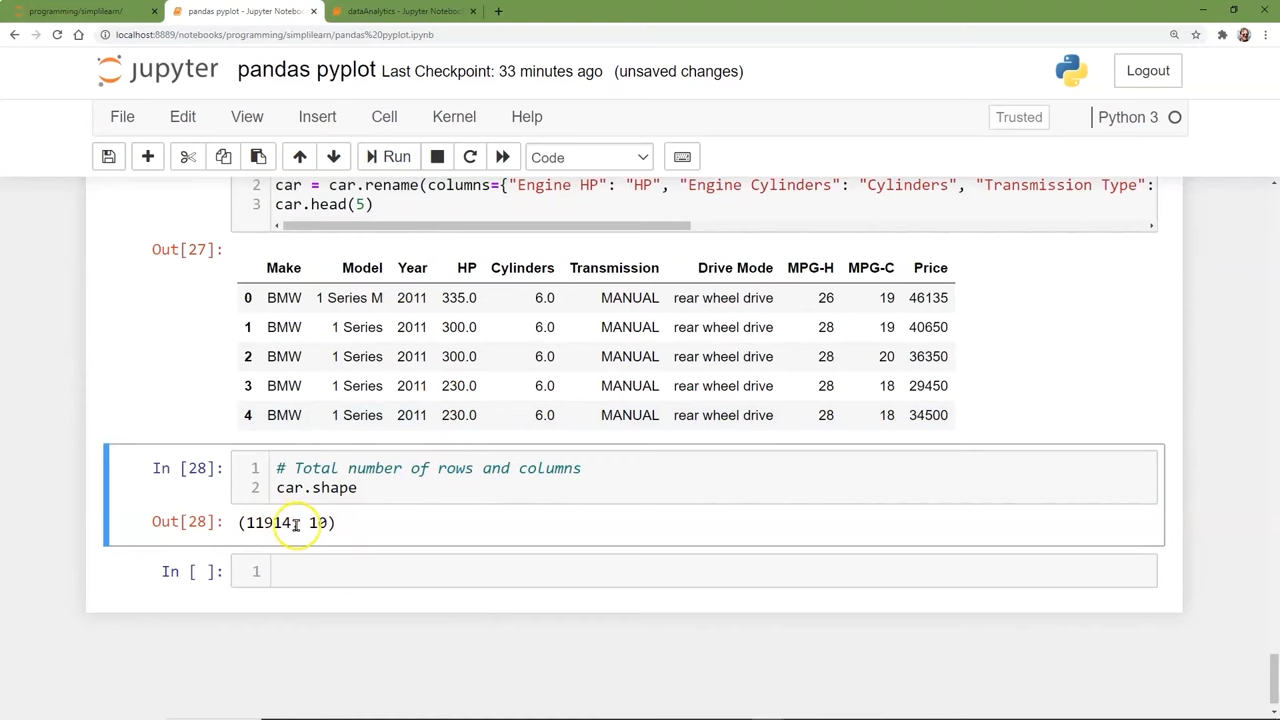 programming/simplilearn/
pandas pyplot - Jupyter Notebo
dataAnalytics - Jupyter Notebo
localhost:8889/notebooks/programming/simplilearn/pandas%20pyplot.ipynb
jupyter pandas pyplot Last Checkpoint: 33 minutes ago (unsaved changes)
Logout
File Edit View Insert Cell Kernel Help Trusted Python 3
Run Code
2 car = car.rename(columns={"Engine HP": "HP", "Engine Cylinders": "Cylinders", "Transmission Type":
3 car.head(5)
Out[27]:
Make Model Year HP Cylinders Transmission Drive Mode MPG-H MPG-C Price
0 BMW 1 Series M 2011 335.0 6.0 MANUAL rear wheel drive 26 19 46135
1 BMW 1 Series 2011 300.0 6.0 MANUAL rear wheel drive 28 19 40650
2 BMW 1 Series 2011 300.0 6.0 MANUAL rear wheel drive 28 20 36350
3 BMW 1 Series 2011 230.0 6.0 MANUAL rear wheel drive 28 18 29450
4 BMW 1 Series 2011 230.0 6.0 MANUAL rear wheel drive 28 18 34500
In [28]: 1 # Total number of rows and columns
2 car.shape
Out[28]: (11914, 10)
In [ ]: 1